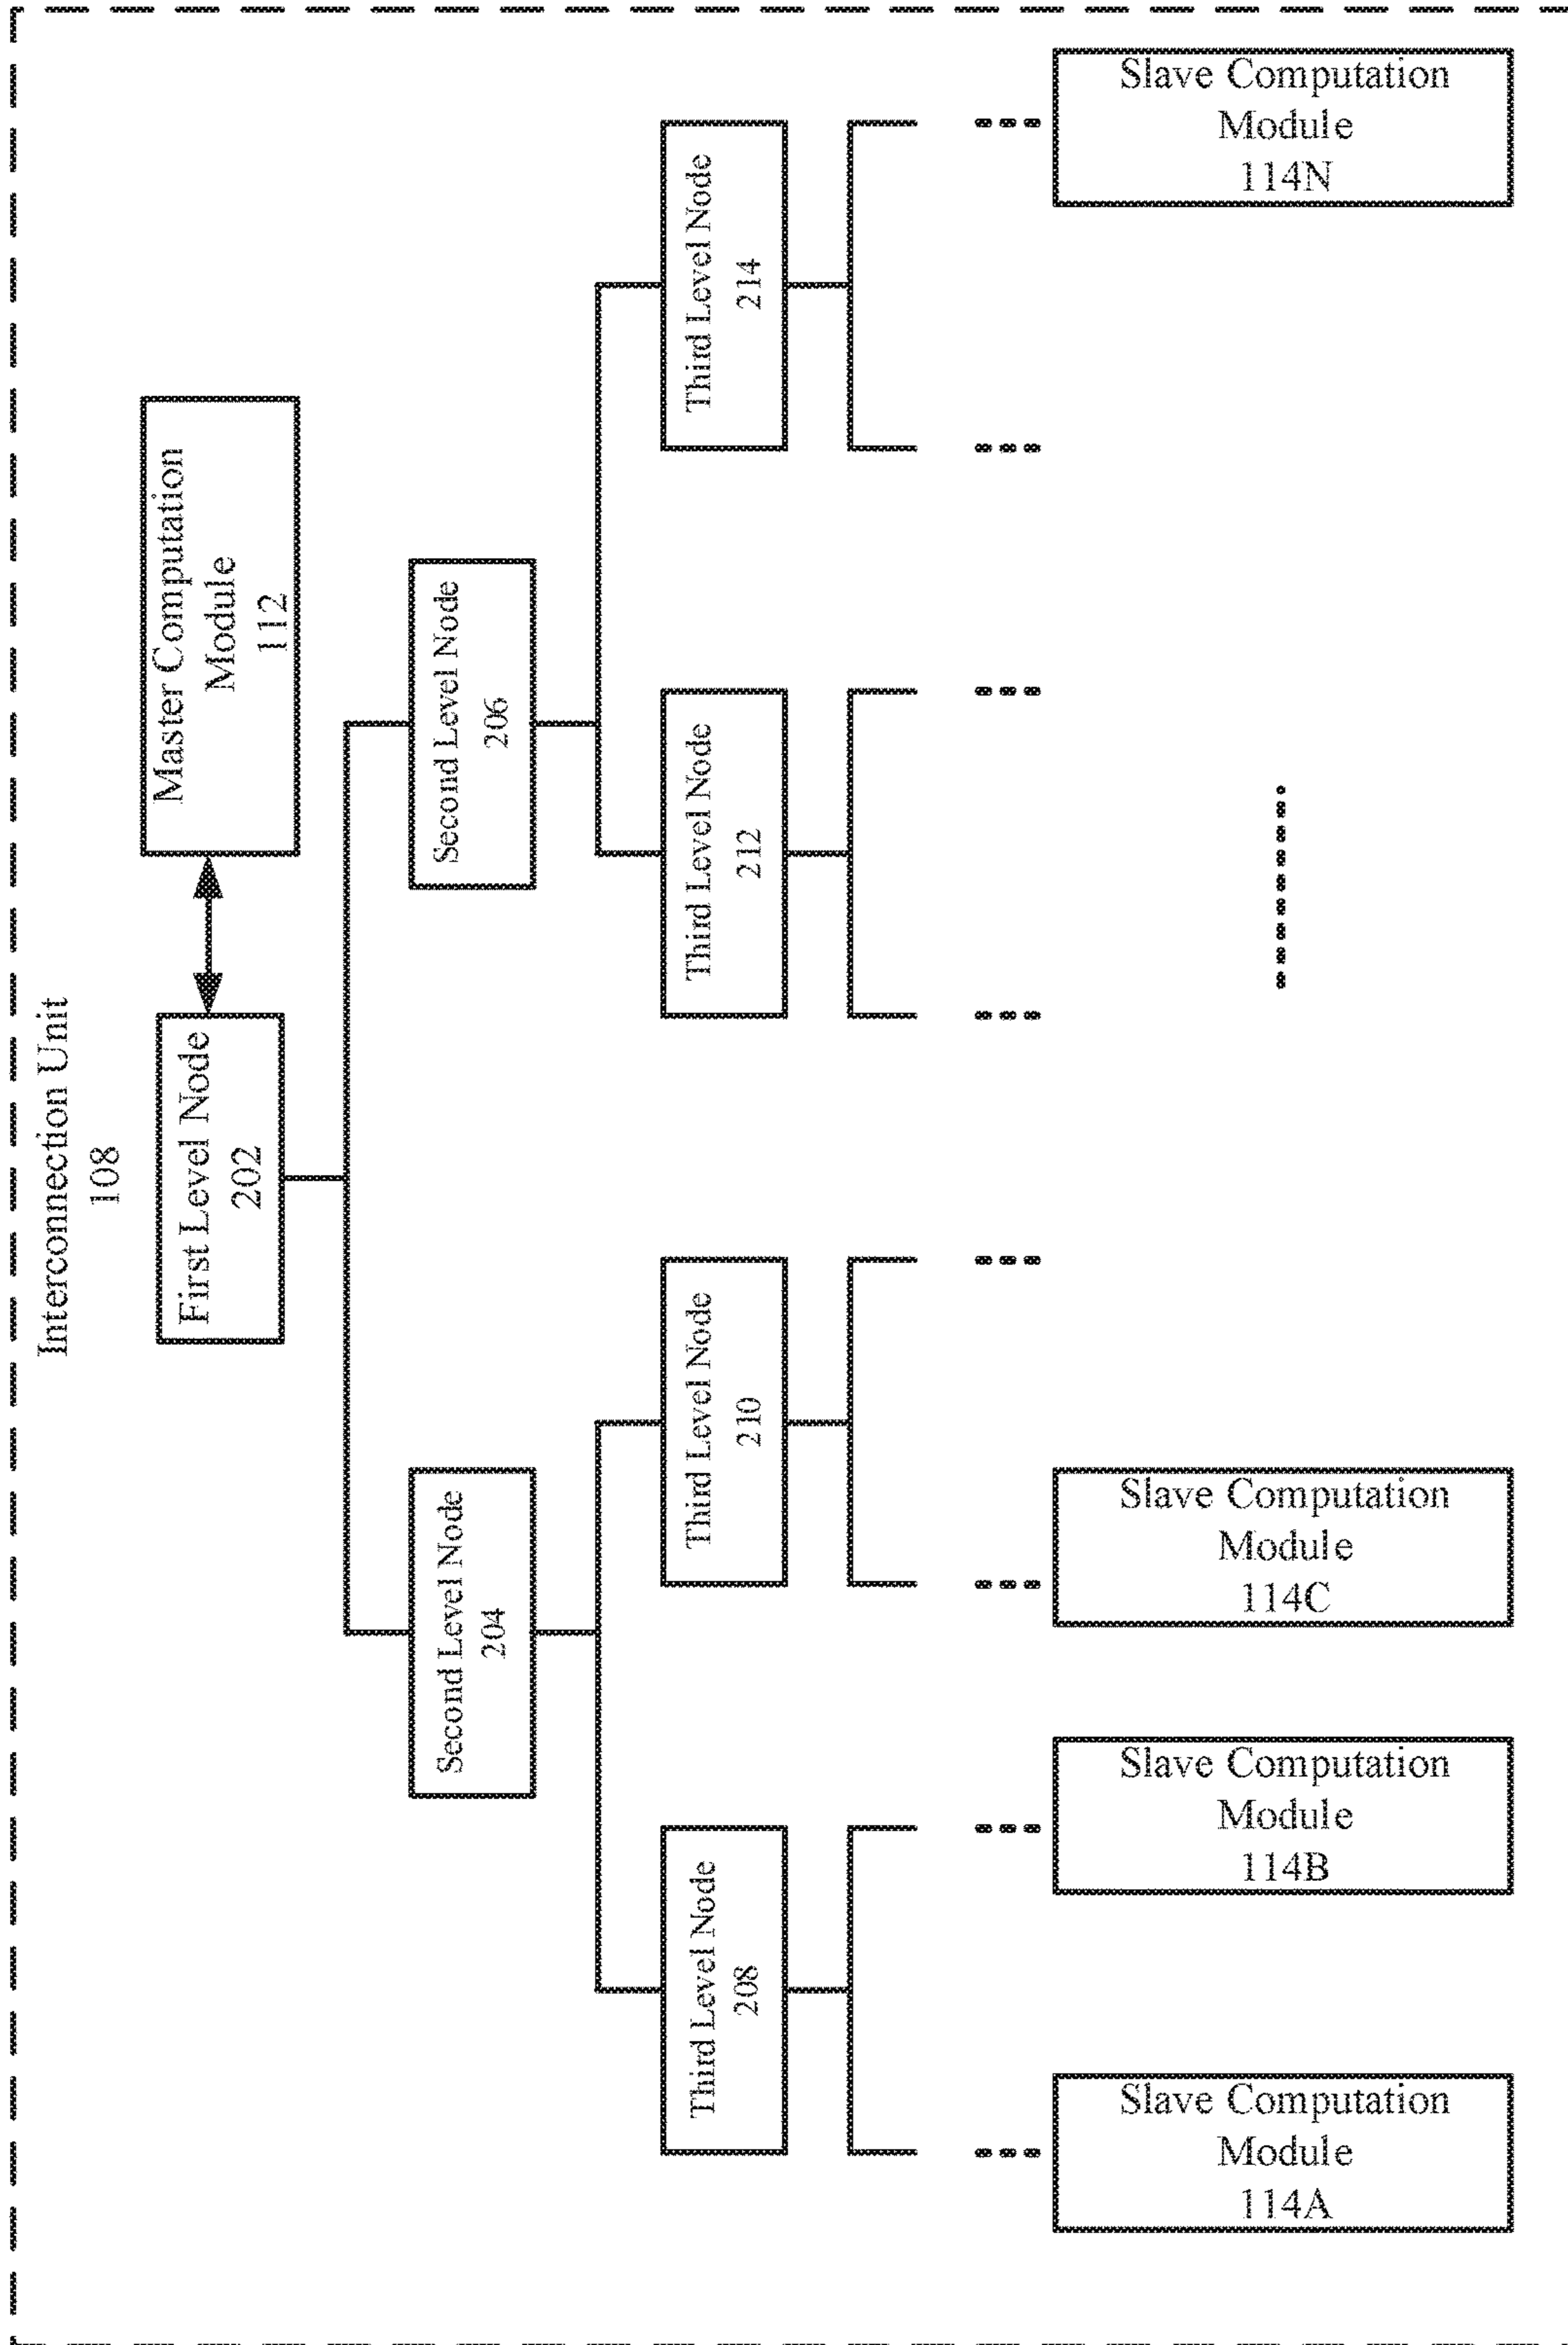 Interconnection Unit
108
First Level Node
202
Master Computation
Module
112
Second Level Node
204
Second Level Node
206
Third Level Node
208
Third Level Node
210
Third Level Node
212
Third Level Node
214
Slave Computation
Module
114A
Slave Computation
Module
114B
Slave Computation
Module
114C
Slave Computation
Module
114N